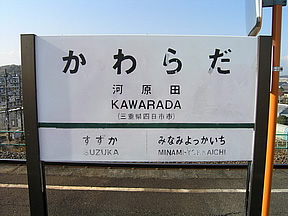 かわらだ
河原田
KAWARADA
(三重県四日市市)
すずか みなみよっかいち
SUZUKA MINAMI-YOKKAICHI